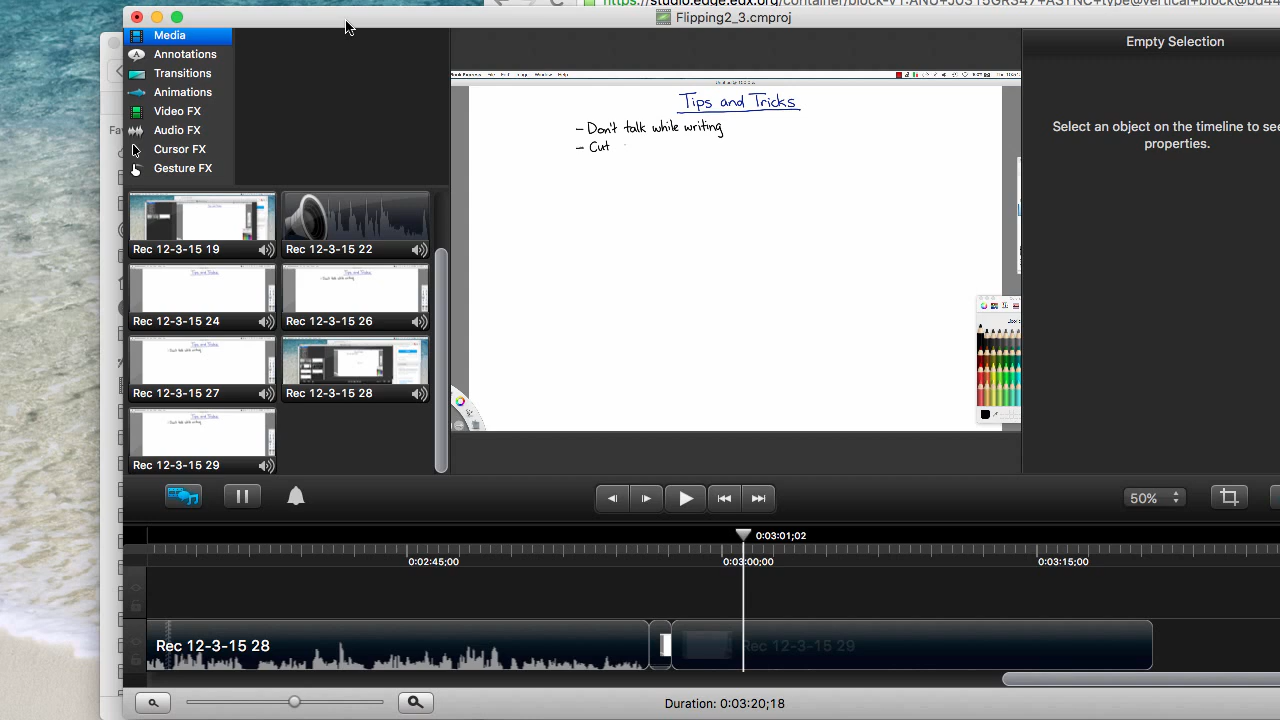 Flipping2_3.cmproj
Media
Annotations
Transitions
Animations
Video FX
Audio FX
Cursor FX
Gesture FX
Rec 12-3-15 19
Rec 12-3-15 22
Rec 12-3-15 24
Rec 12-3-15 26
Rec 12-3-15 27
Rec 12-3-15 28
Rec 12-3-15 29
Tips and Tricks
- Don't talk while writing
- Cut
Empty Selection
Select an object on the timeline to see
properties.
50%
0:03:01;02
0:02:45;00
0:03:00;00
0:03:15;00
Rec 12-3-15 28
Rec 12-3-15 29
Duration: 0:03:20;18